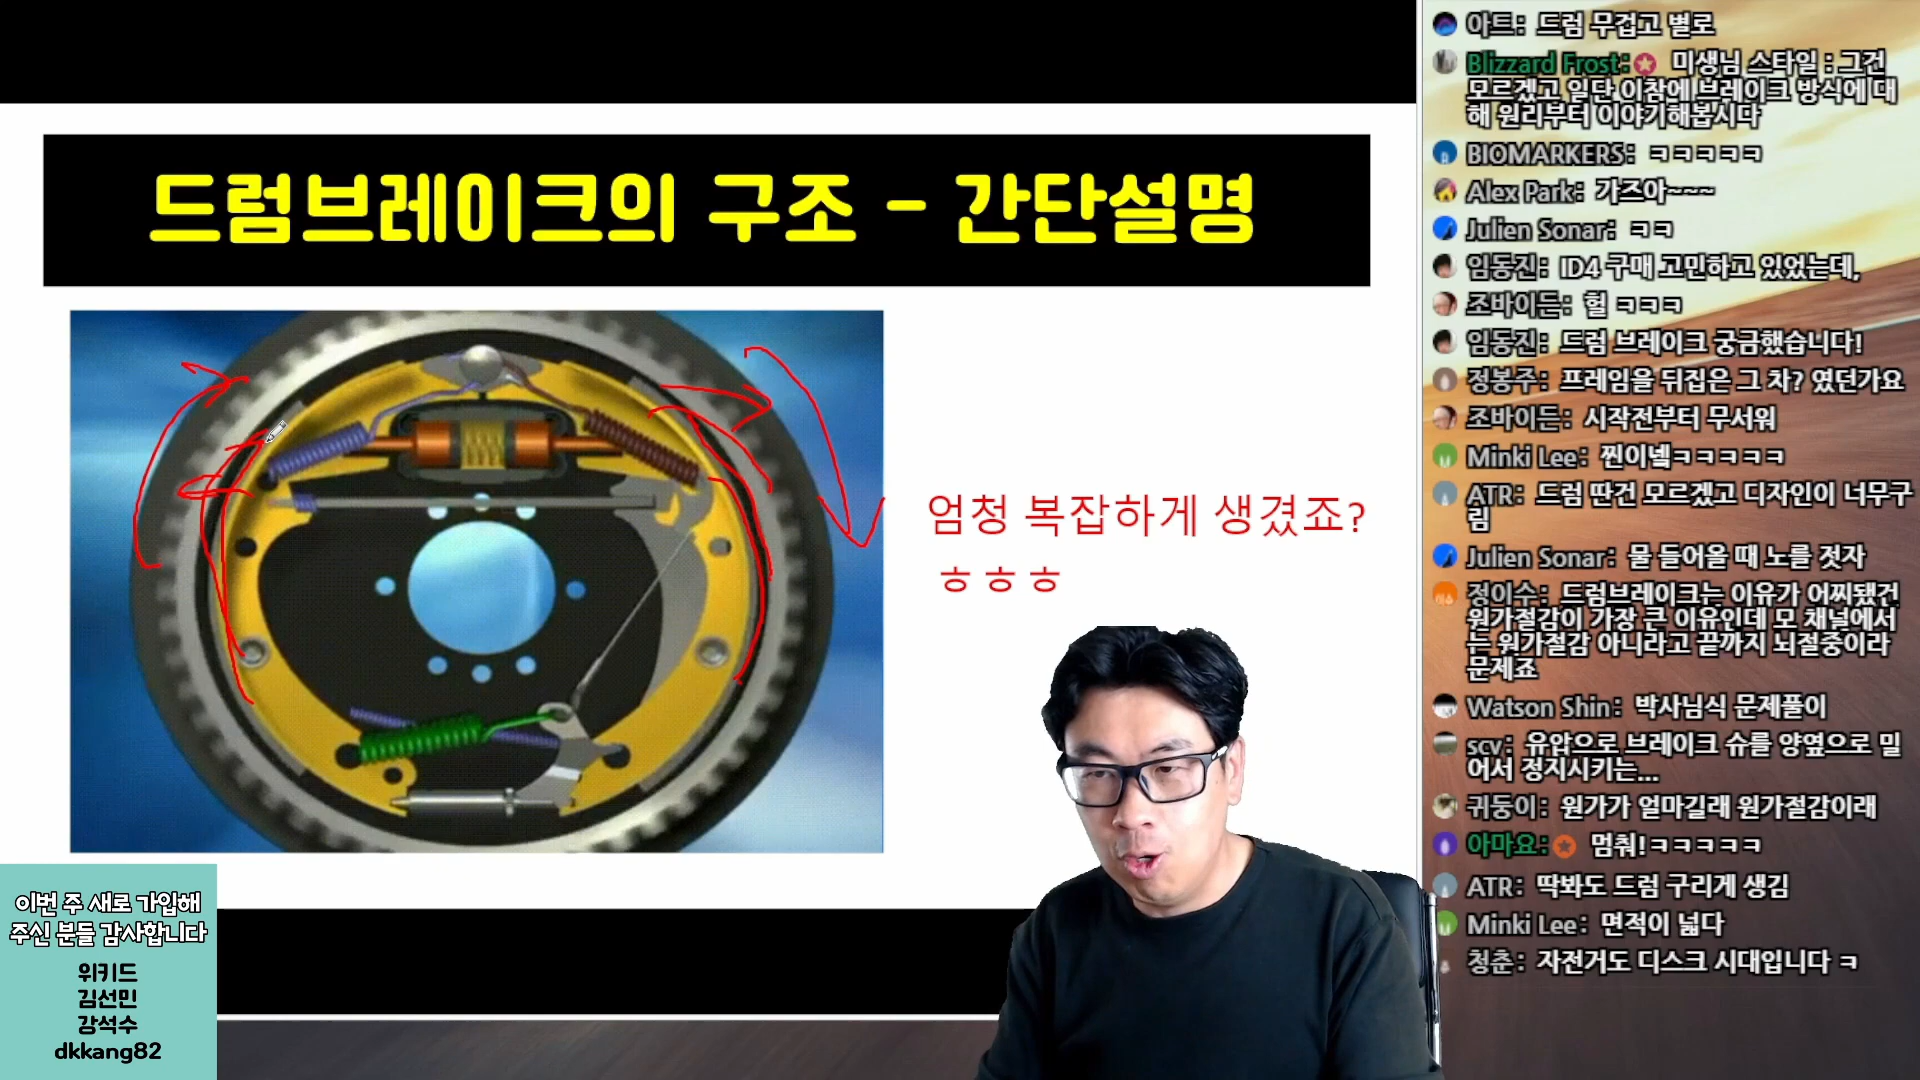 드럼브레이크의 구조 - 간단설명
엄청 복잡하게 생겼죠?
ㅎㅎㅎ
이번 주 새로 가입해
주신 분들 감사합니다
위키드
김선민
강석수
dkkang82
아트: 드럼 무겁고 별로
Blizzard Frost: 미생님 스타일 : 그건
모르겠고 일단 이참에 브레이크 방식에 대
해 원리부터 이야기해봅시다
BIOMARKERS: ㅋㅋㅋㅋㅋ
Alex Park: 가즈아~~~
Julien Sonar: ㅋㅋ
임동진: ID4 구매 고민하고 있었는데,
조바이든: 헐 ㅋㅋㅋ
임동진: 드럼 브레이크 궁금했습니다!
정봉주: 프레임을 뒤집은 그 차? 였던가요
조바이든: 시작전부터 무서워
Minki Lee: 찐이넼ㅋㅋㅋㅋㅋ
ATR: 드럼 딴건 모르겠고 디자인이 너무구
림
Julien Sonar: 물 들어올 때 노를 젓자
정이수: 드럼브레이크는 이유가 어찌됐건
원가절감이 가장 큰 이유인데 모 채널에서
는 원가절감 아니라고 끝까지 뇌절중이라
문제죠
Watson Shin: 박사님식 문제풀이
scv: 유압으로 브레이크 슈를 양옆으로 밀
어서 정지시키는...
귀둥이: 원가가 얼마길래 원가절감이래
아마요: 멈춰!ㅋㅋㅋㅋㅋ
ATR: 딱봐도 드럼 구리게 생김
Minki Lee: 면적이 넓다
청춘: 자전거도 디스크 시대입니다 ㅋ